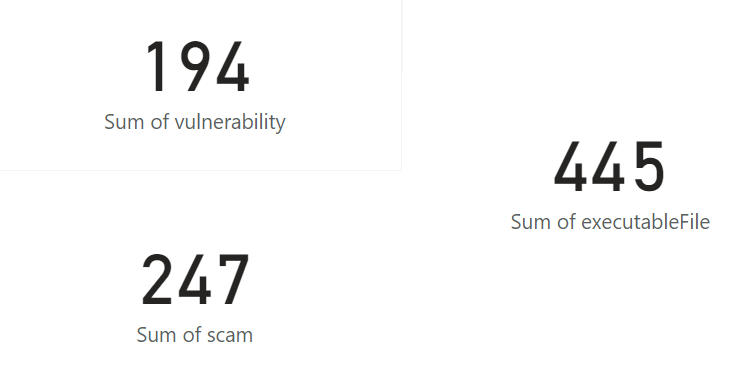 194
Sum of vulnerability
445
Sum of executableFile
247
Sum of scam